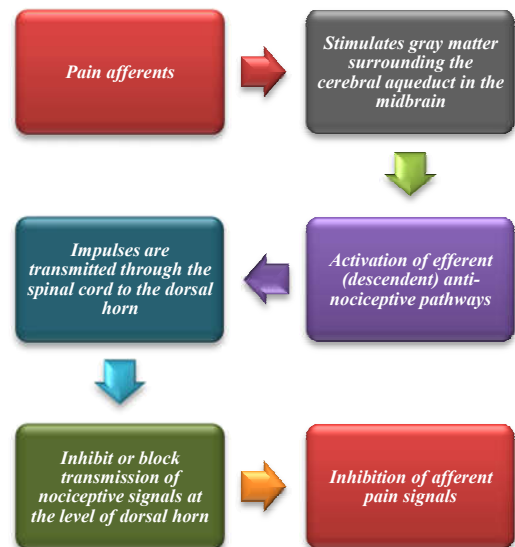 Pain afferents
Stimulates gray matter
surrounding the
cerebral aqueduct in the
midbrain
Activation of efferent
(descendent) anti-
nociceptive pathways
Impulses are
transmitted through the
spinal cord to the dorsal
horn
Inhibit or block
transmission of
nociceptive signals at
the level of dorsal horn
Inhibition of afferent
pain signals